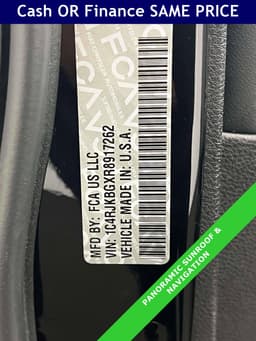 Cash OR Finance SAME PRICE
MFD BY: FCA US LLC
VIN: 1C4RJKBGXR8917262
VEHICLE MADE IN: U.S.A.
PANORAMIC SUNROOF &
NAVIGATION